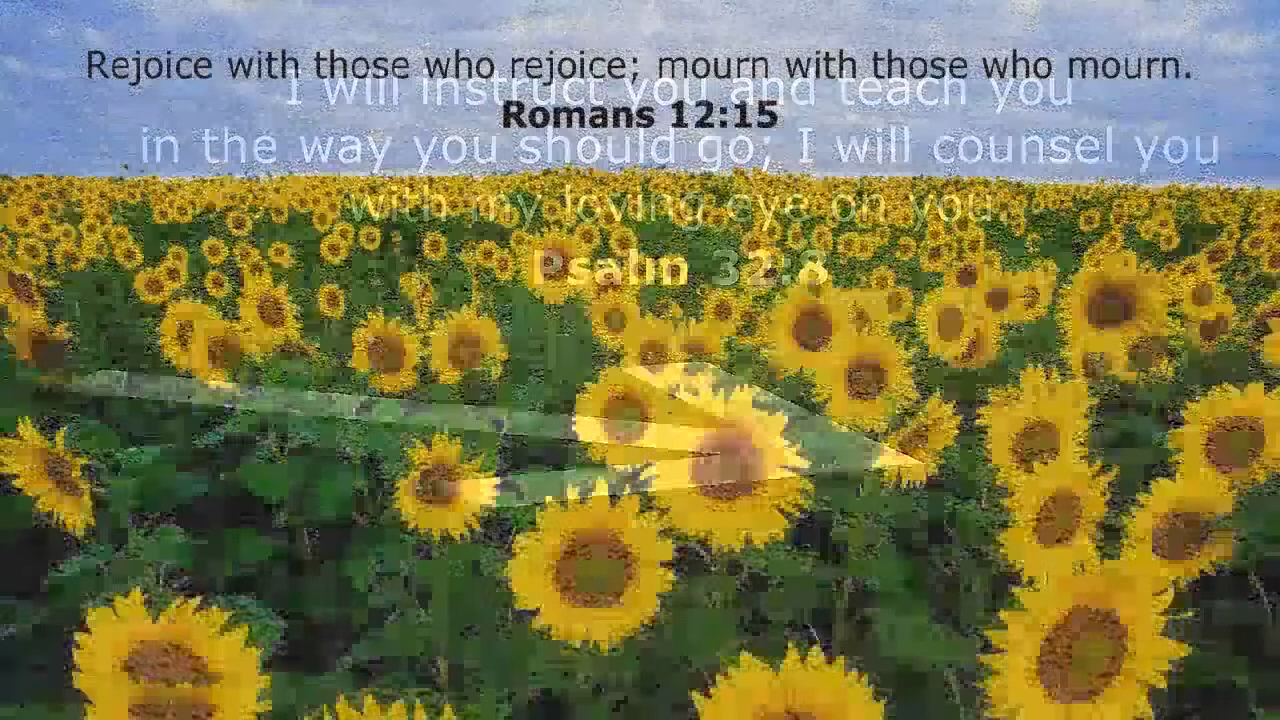 Rejoice with those who rejoice; mourn with those who mourn.
I will instruct you and teach you
Romans 12:15
in the way you should go; I will counsel you
with my loving eye on you.
Psalm 32:8